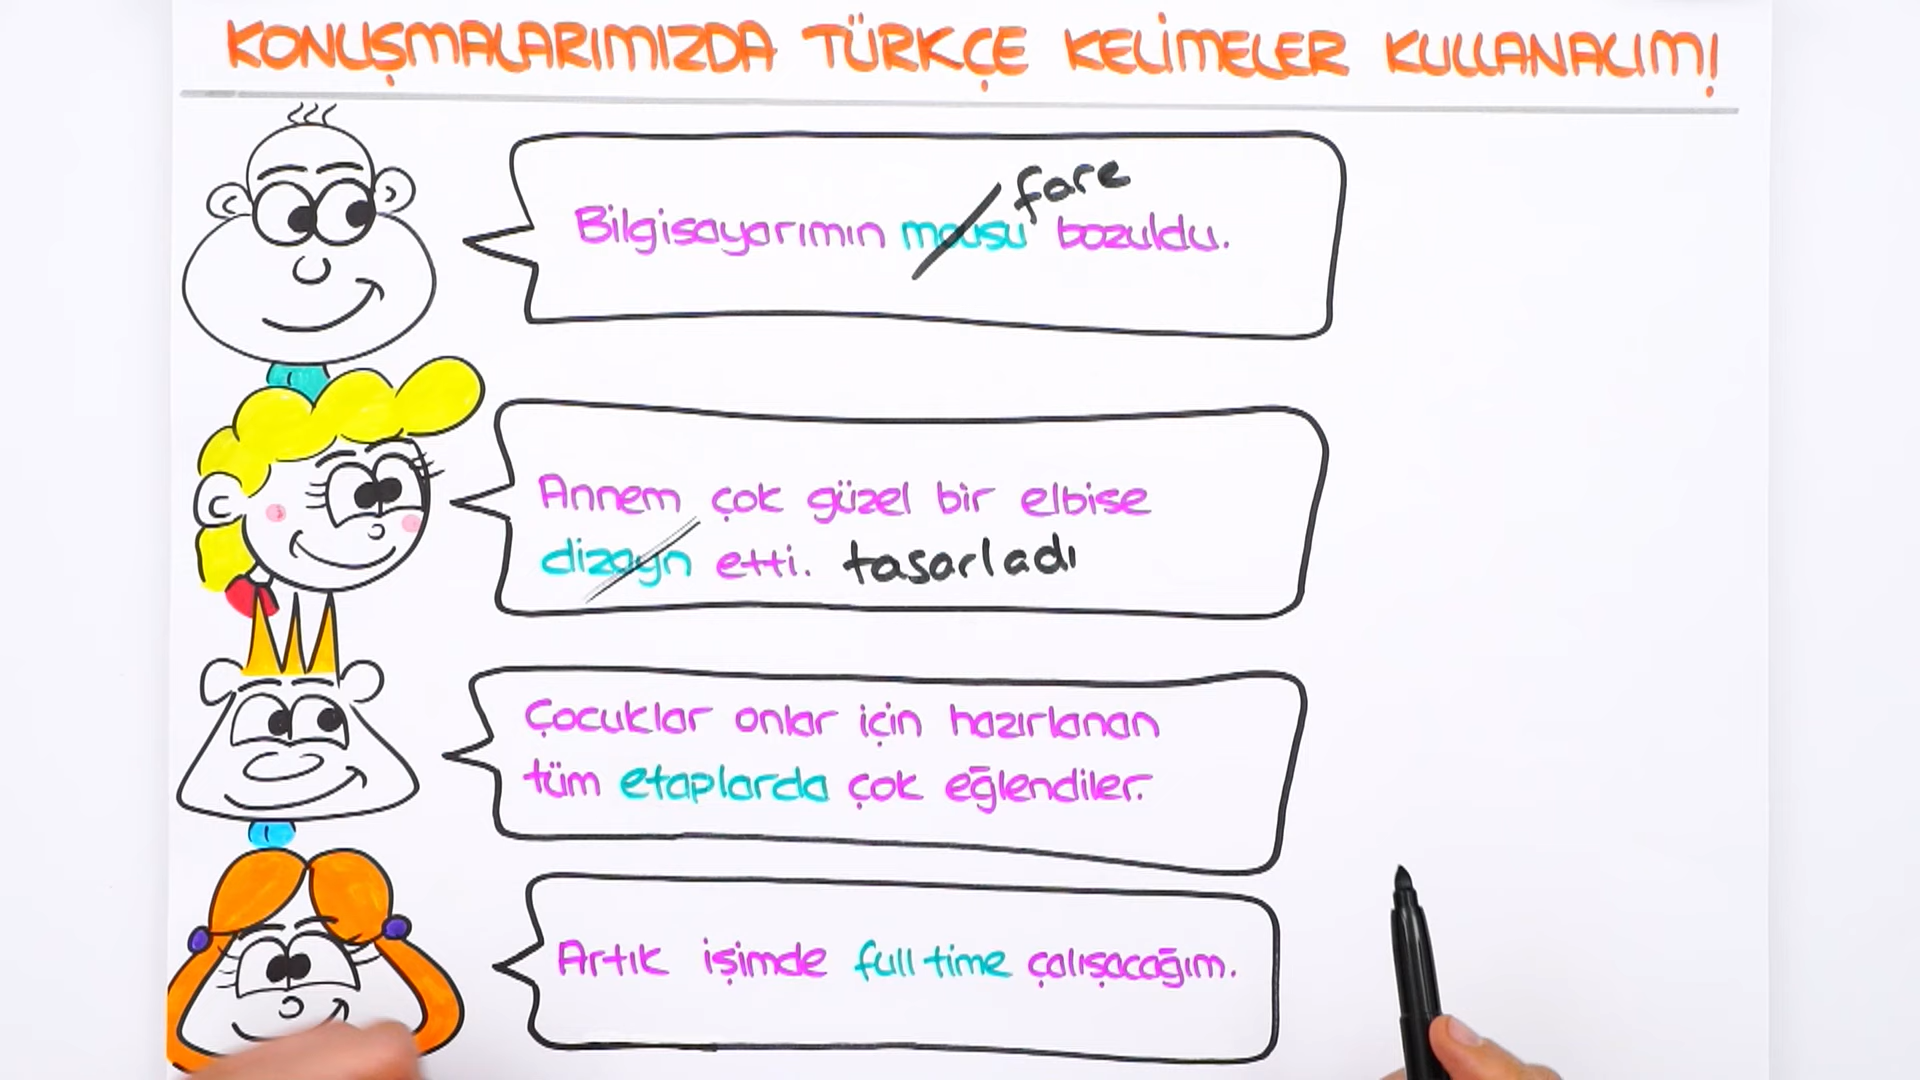 KONUŞMALARIMIZDA TÜRKÇE KELİMELER KULLANALIM!
fare
Bilgisayarımın mousu bozuldu.
Annem çok güzel bir elbise
dizayn etti. tasarladı
Çocuklar onlar için hazırlanan
tüm etaplarda çok eğlendiler.
Artık işimde full time çalışacağım.